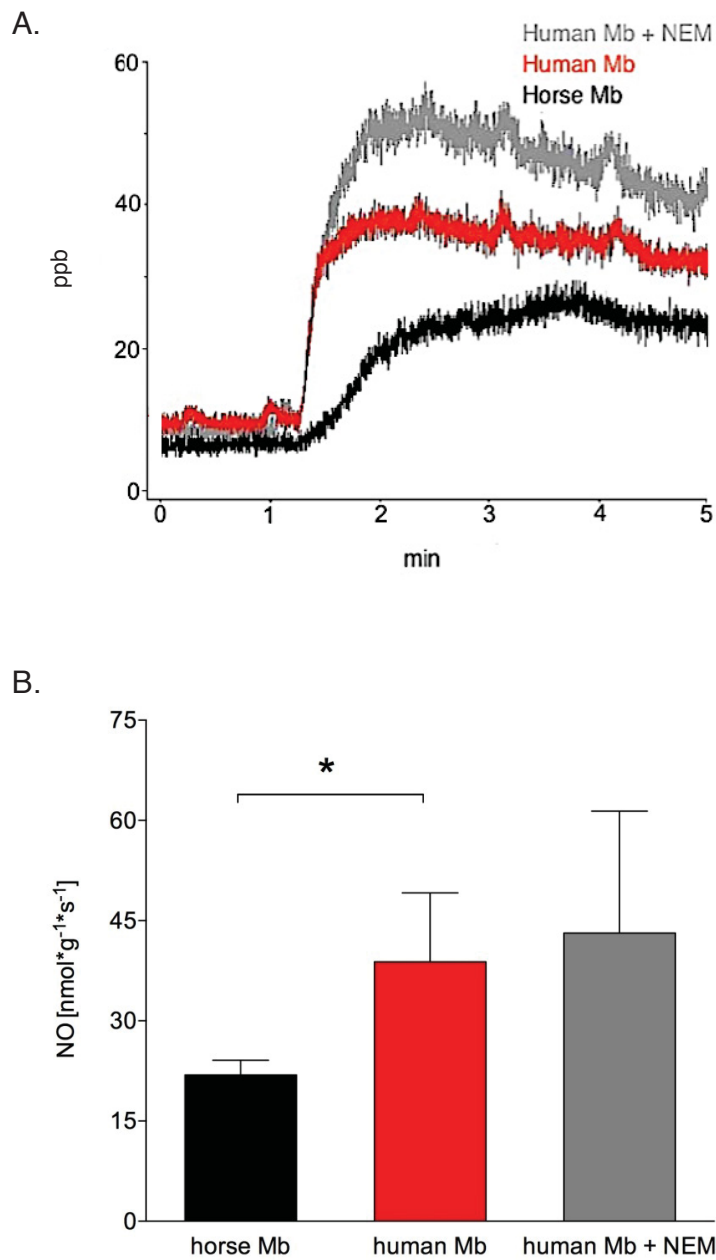 A.
Human Mb + NEM
Human Mb
Horse Mb
60
40
20
0
ppb
0 1 2 3 4 5
min
B.
75
60
45
30
15
0
NO [nmol*g⁻¹*s⁻¹]
*
horse Mb human Mb human Mb + NEM